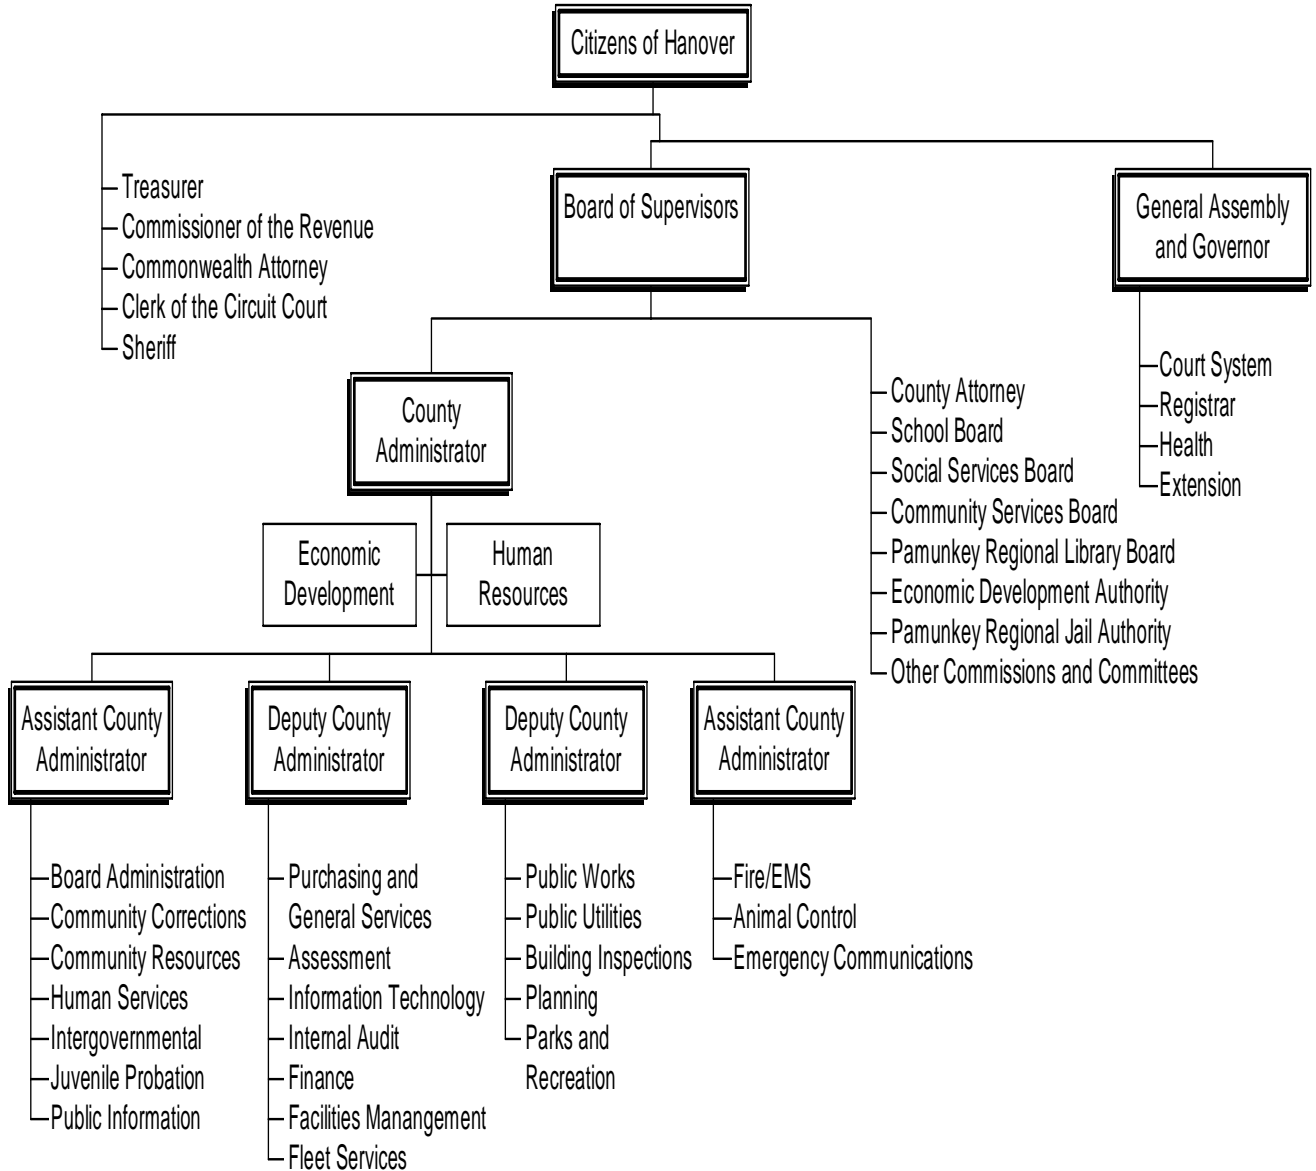 Citizens of Hanover
Treasurer
Commissioner of the Revenue
Commonwealth Attorney
Clerk of the Circuit Court
Sheriff
Board of Supervisors
General Assembly
and Governor
Court System
Registrar
Health
Extension
County
Administrator
County Attorney
School Board
Social Services Board
Community Services Board
Pamunkey Regional Library Board
Economic Development Authority
Pamunkey Regional Jail Authority
Other Commissions and Committees
Economic
Development
Human
Resources
Assistant County
Administrator
Board Administration
Community Corrections
Community Resources
Human Services
Intergovernmental
Juvenile Probation
Public Information
Deputy County
Administrator
Purchasing and
General Services
Assessment
Information Technology
Internal Audit
Finance
Facilities Manangement
Fleet Services
Deputy County
Administrator
Public Works
Public Utilities
Building Inspections
Planning
Parks and
Recreation
Assistant County
Administrator
Fire/EMS
Animal Control
Emergency Communications